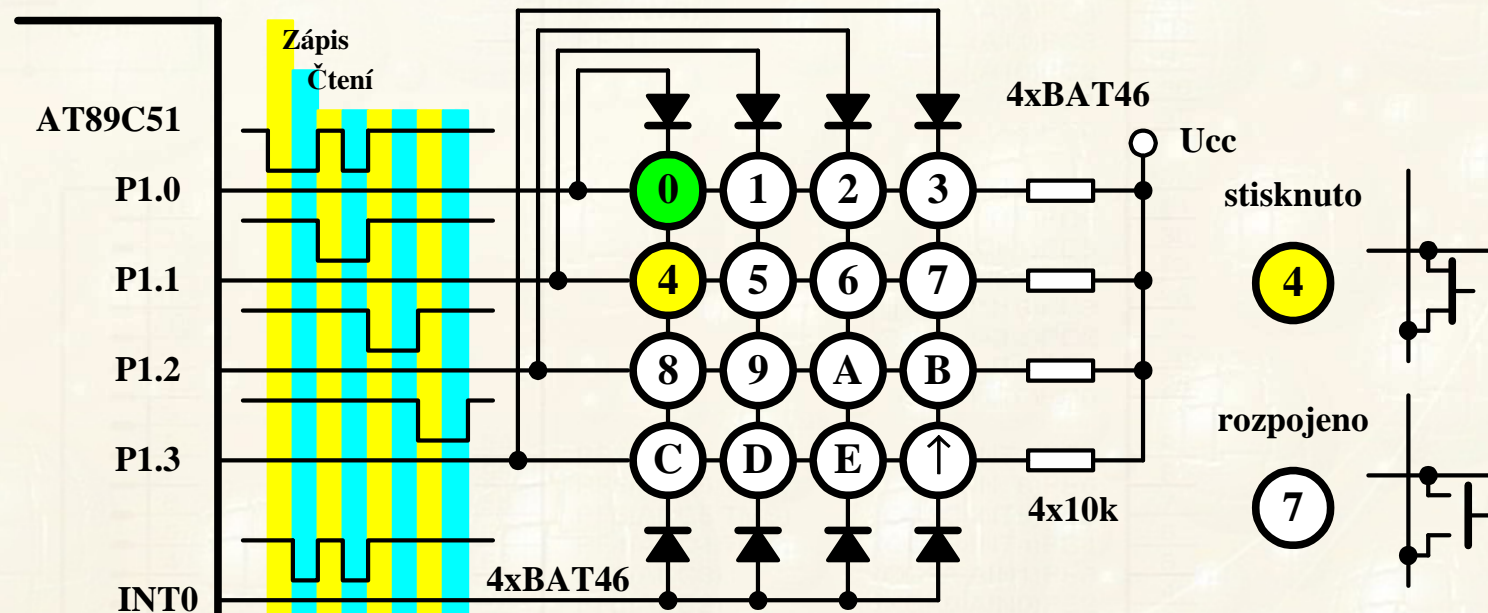 Zápis
Čtení
AT89C51
4xBAT46
Ucc
P1.0
0 1 2 3
stisknuto
P1.1
4 5 6 7
4
P1.2
8 9 A B
rozpojeno
P1.3
C D E ↑
4x10k
7
4xBAT46
INT0